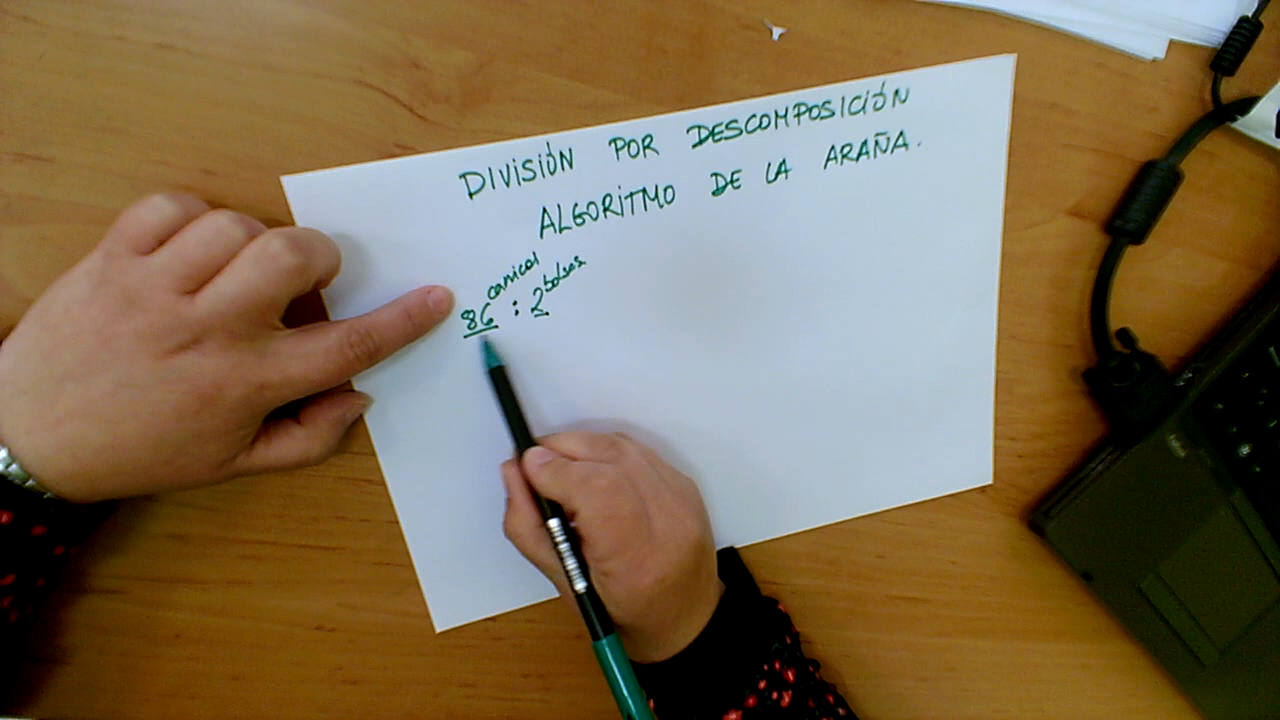 DIVISIÓN POR DESCOMPOSICIÓN
ALGORITMO DE LA ARAÑA.
86 canicas : 2 bolsas